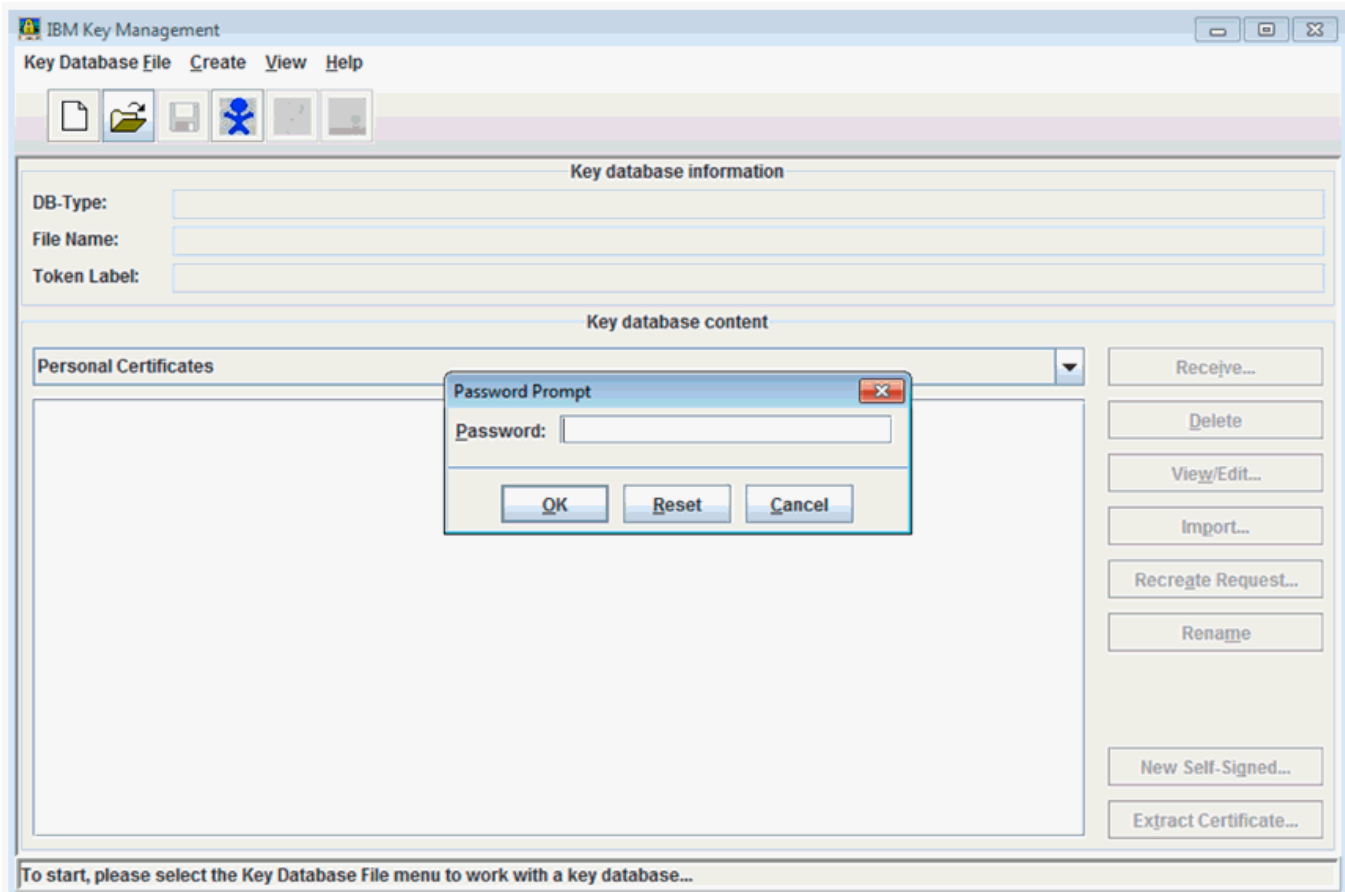 IBM Key Management
Key Database File Create View Help
Key database information
DB-Type:
File Name:
Token Label:
Key database content
Personal Certificates
Receive...
Delete
View/Edit...
Import...
Recreate Request...
Rename
New Self-Signed...
Extract Certificate...
Password Prompt
Password:
OK Reset Cancel
To start, please select the Key Database File menu to work with a key database...